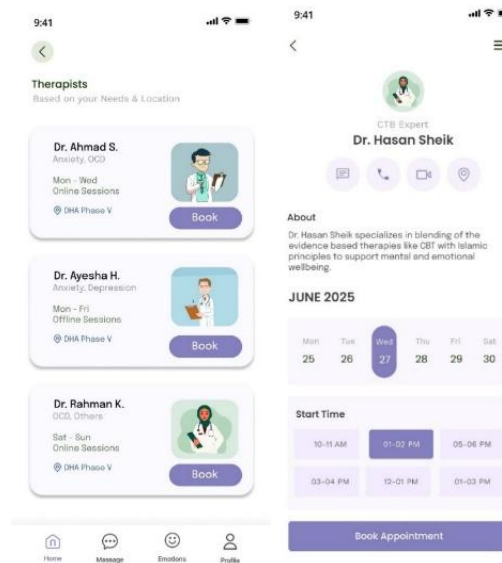 9:41
Therapists
Based on your Needs & Location
Dr. Ahmad S.
Anxiety, OCD
Mon - Wed
Online Sessions
DHA Phase V
Book
Dr. Ayesha H.
Anxiety, Depression
Mon - Fri
Offline Sessions
DHA Phase V
Book
Dr. Rahman K.
OCD, Others
Sat - Sun
Online Sessions
DHA Phase V
Book
Home
Massage
Emotions
Profile
9:41
CTB Expert
Dr. Hasan Sheik
About
Dr. Hasan Sheik specializes in blending of the
evidence based therapies like CBT with Islamic
principles to support mental and emotional
wellbeing.
JUNE 2025
Mon Tue Wed Thu Fri Sat
25 26 27 28 29 30
Start Time
10-11 AM 01-02 PM 05-06 PM
03-04 PM 12-01 PM 01-03 PM
Book Appointment